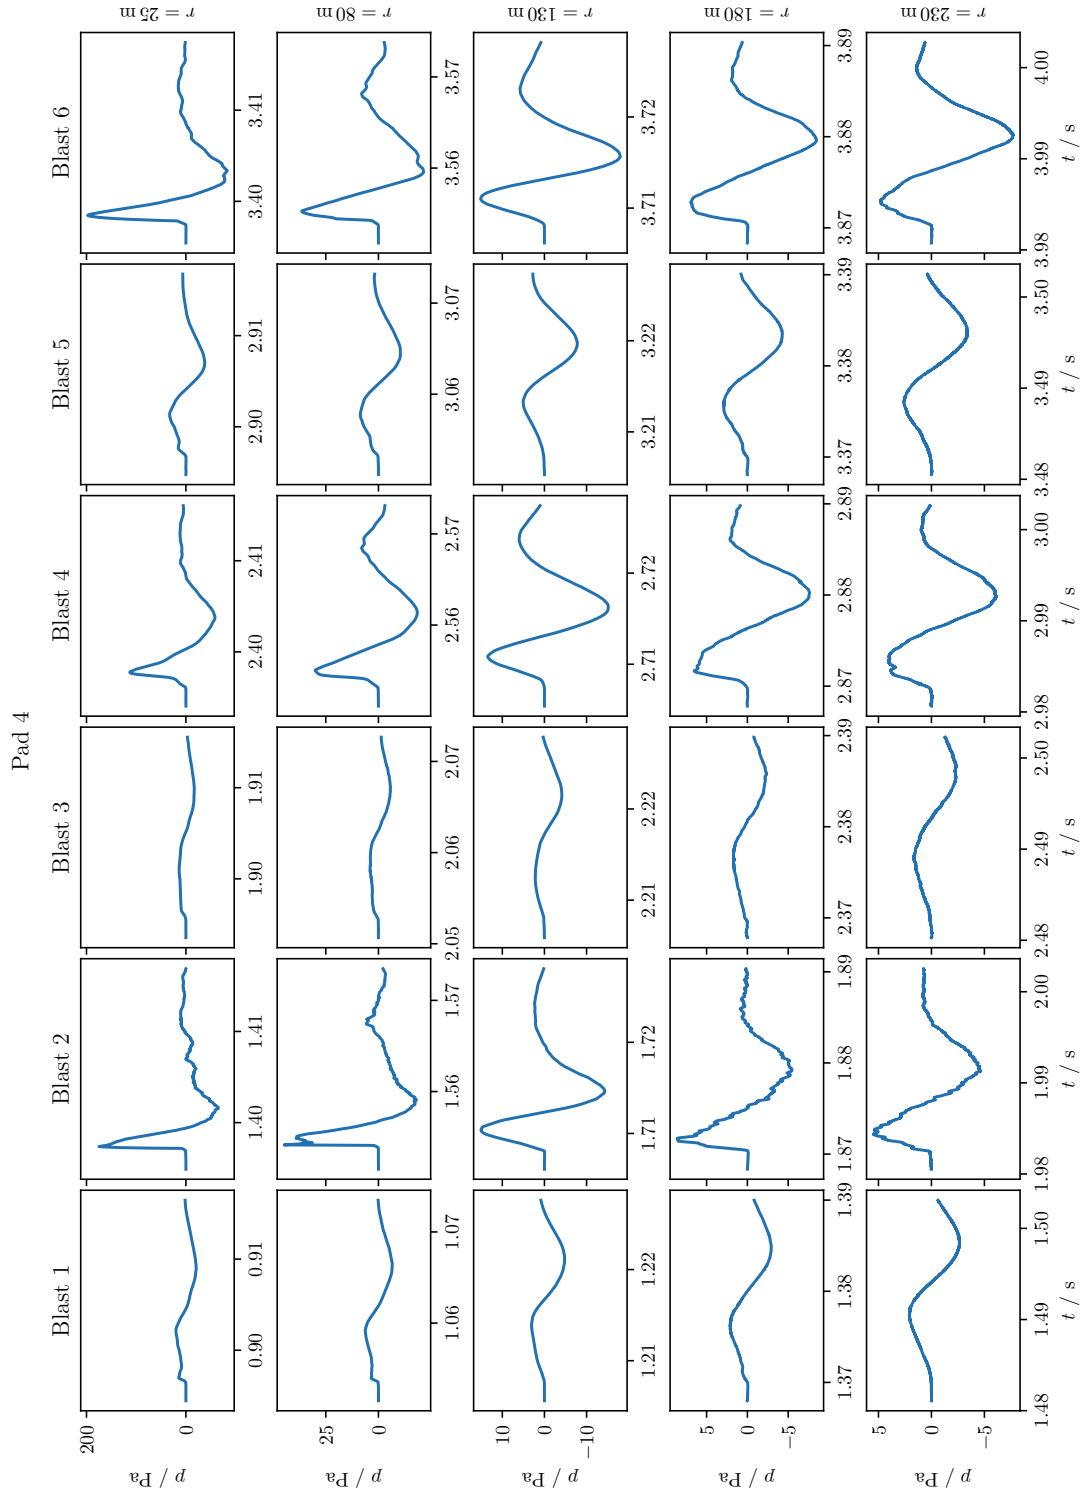 Pad 4
Blast 1
Blast 2
Blast 3
Blast 4
Blast 5
Blast 6
p / Pa
200
0
0.90 0.91
1.40 1.41
1.90 1.91
2.40 2.41
2.90 2.91
3.40 3.41
r = 25 m
p / Pa
25
0
1.06 1.07
1.56 1.57
2.05 2.06 2.07
2.56 2.57
3.06 3.07
3.56 3.57
r = 80 m
p / Pa
10
0
−10
1.21 1.22
1.71 1.72
2.21 2.22
2.71 2.72
3.21 3.22
3.71 3.72
r = 130 m
p / Pa
5
0
−5
1.37 1.38 1.39
1.87 1.88 1.89
2.37 2.38 2.39
2.87 2.88 2.89
3.37 3.38 3.39
3.87 3.88 3.89
r = 180 m
p / Pa
5
0
−5
1.48 1.49 1.50
1.98 1.99 2.00
2.48 2.49 2.50
2.98 2.99 3.00
3.48 3.49 3.50
3.98 3.99 4.00
r = 230 m
t / s
t / s
t / s
t / s
t / s
t / s